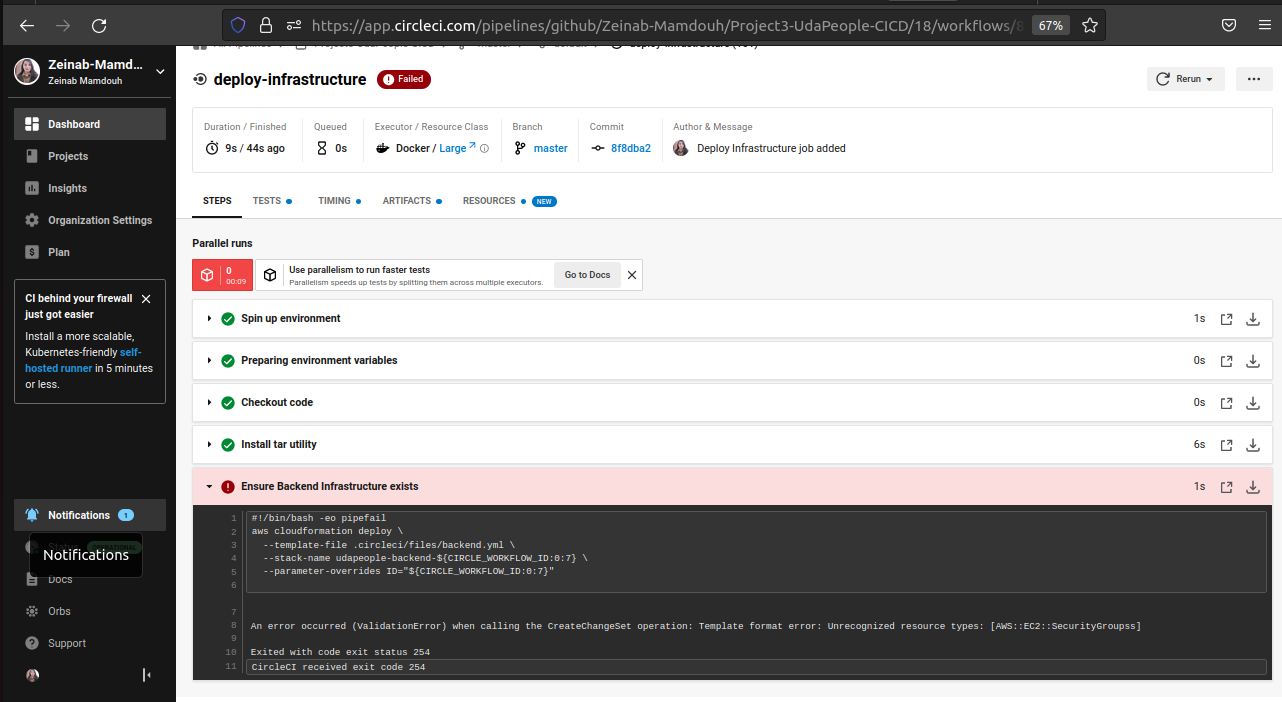 https://app.circleci.com/pipelines/github/Zeinab-Mamdouh/Project3-UdaPeople-CICD/18/workflows/8
67%
Zeinab-Mamd...
Zeinab Mamdouh
Dashboard
Projects
Insights
Organization Settings
Plan
CI behind your firewall
just got easier
Install a more scalable,
Kubernetes-friendly self-
hosted runner in 5 minutes
or less.
Notifications 1
Notifications
Docs
Orbs
Support
deploy-infrastructure Failed
Rerun
Duration / Finished
9s / 44s ago
Queued
0s
Executor / Resource Class
Docker / Large
Branch
master
Commit
8f8dba2
Author & Message
Deploy Infrastructure job added
STEPS TESTS TIMING ARTIFACTS RESOURCES NEW
Parallel runs
0
00:09
Use parallelism to run faster tests
Parallelism speeds up tests by splitting them across multiple executors.
Go to Docs
Spin up environment 1s
Preparing environment variables 0s
Checkout code 0s
Install tar utility 6s
Ensure Backend Infrastructure exists 1s
1 #!/bin/bash -eo pipefail
2 aws cloudformation deploy \
3 --template-file .circleci/files/backend.yml \
4 --stack-name udapeople-backend-${CIRCLE_WORKFLOW_ID:0:7} \
5 --parameter-overrides ID="${CIRCLE_WORKFLOW_ID:0:7}"
6
7
8 An error occurred (ValidationError) when calling the CreateChangeSet operation: Template format error: Unrecognized resource types: [AWS::EC2::SecurityGroupss]
9
10 Exited with code exit status 254
11 CircleCI received exit code 254